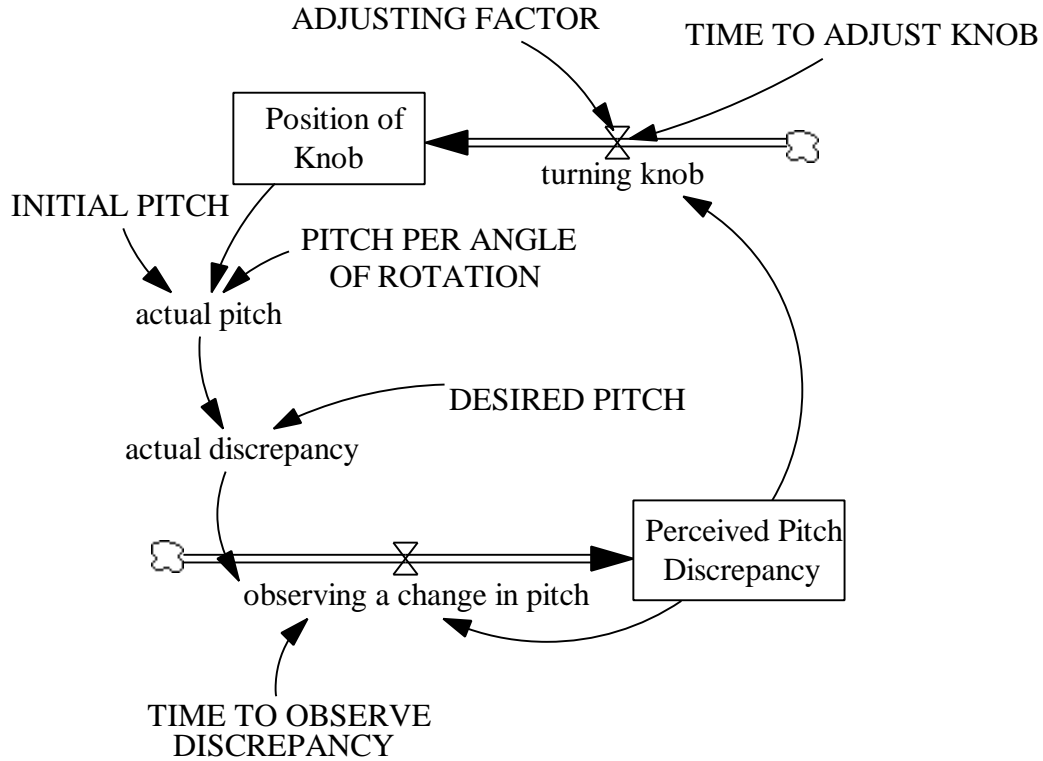 ADJUSTING FACTOR
TIME TO ADJUST KNOB
Position of
Knob
turning knob
INITIAL PITCH
PITCH PER ANGLE
OF ROTATION
actual pitch
DESIRED PITCH
actual discrepancy
Perceived Pitch
Discrepancy
observing a change in pitch
TIME TO OBSERVE
DISCREPANCY